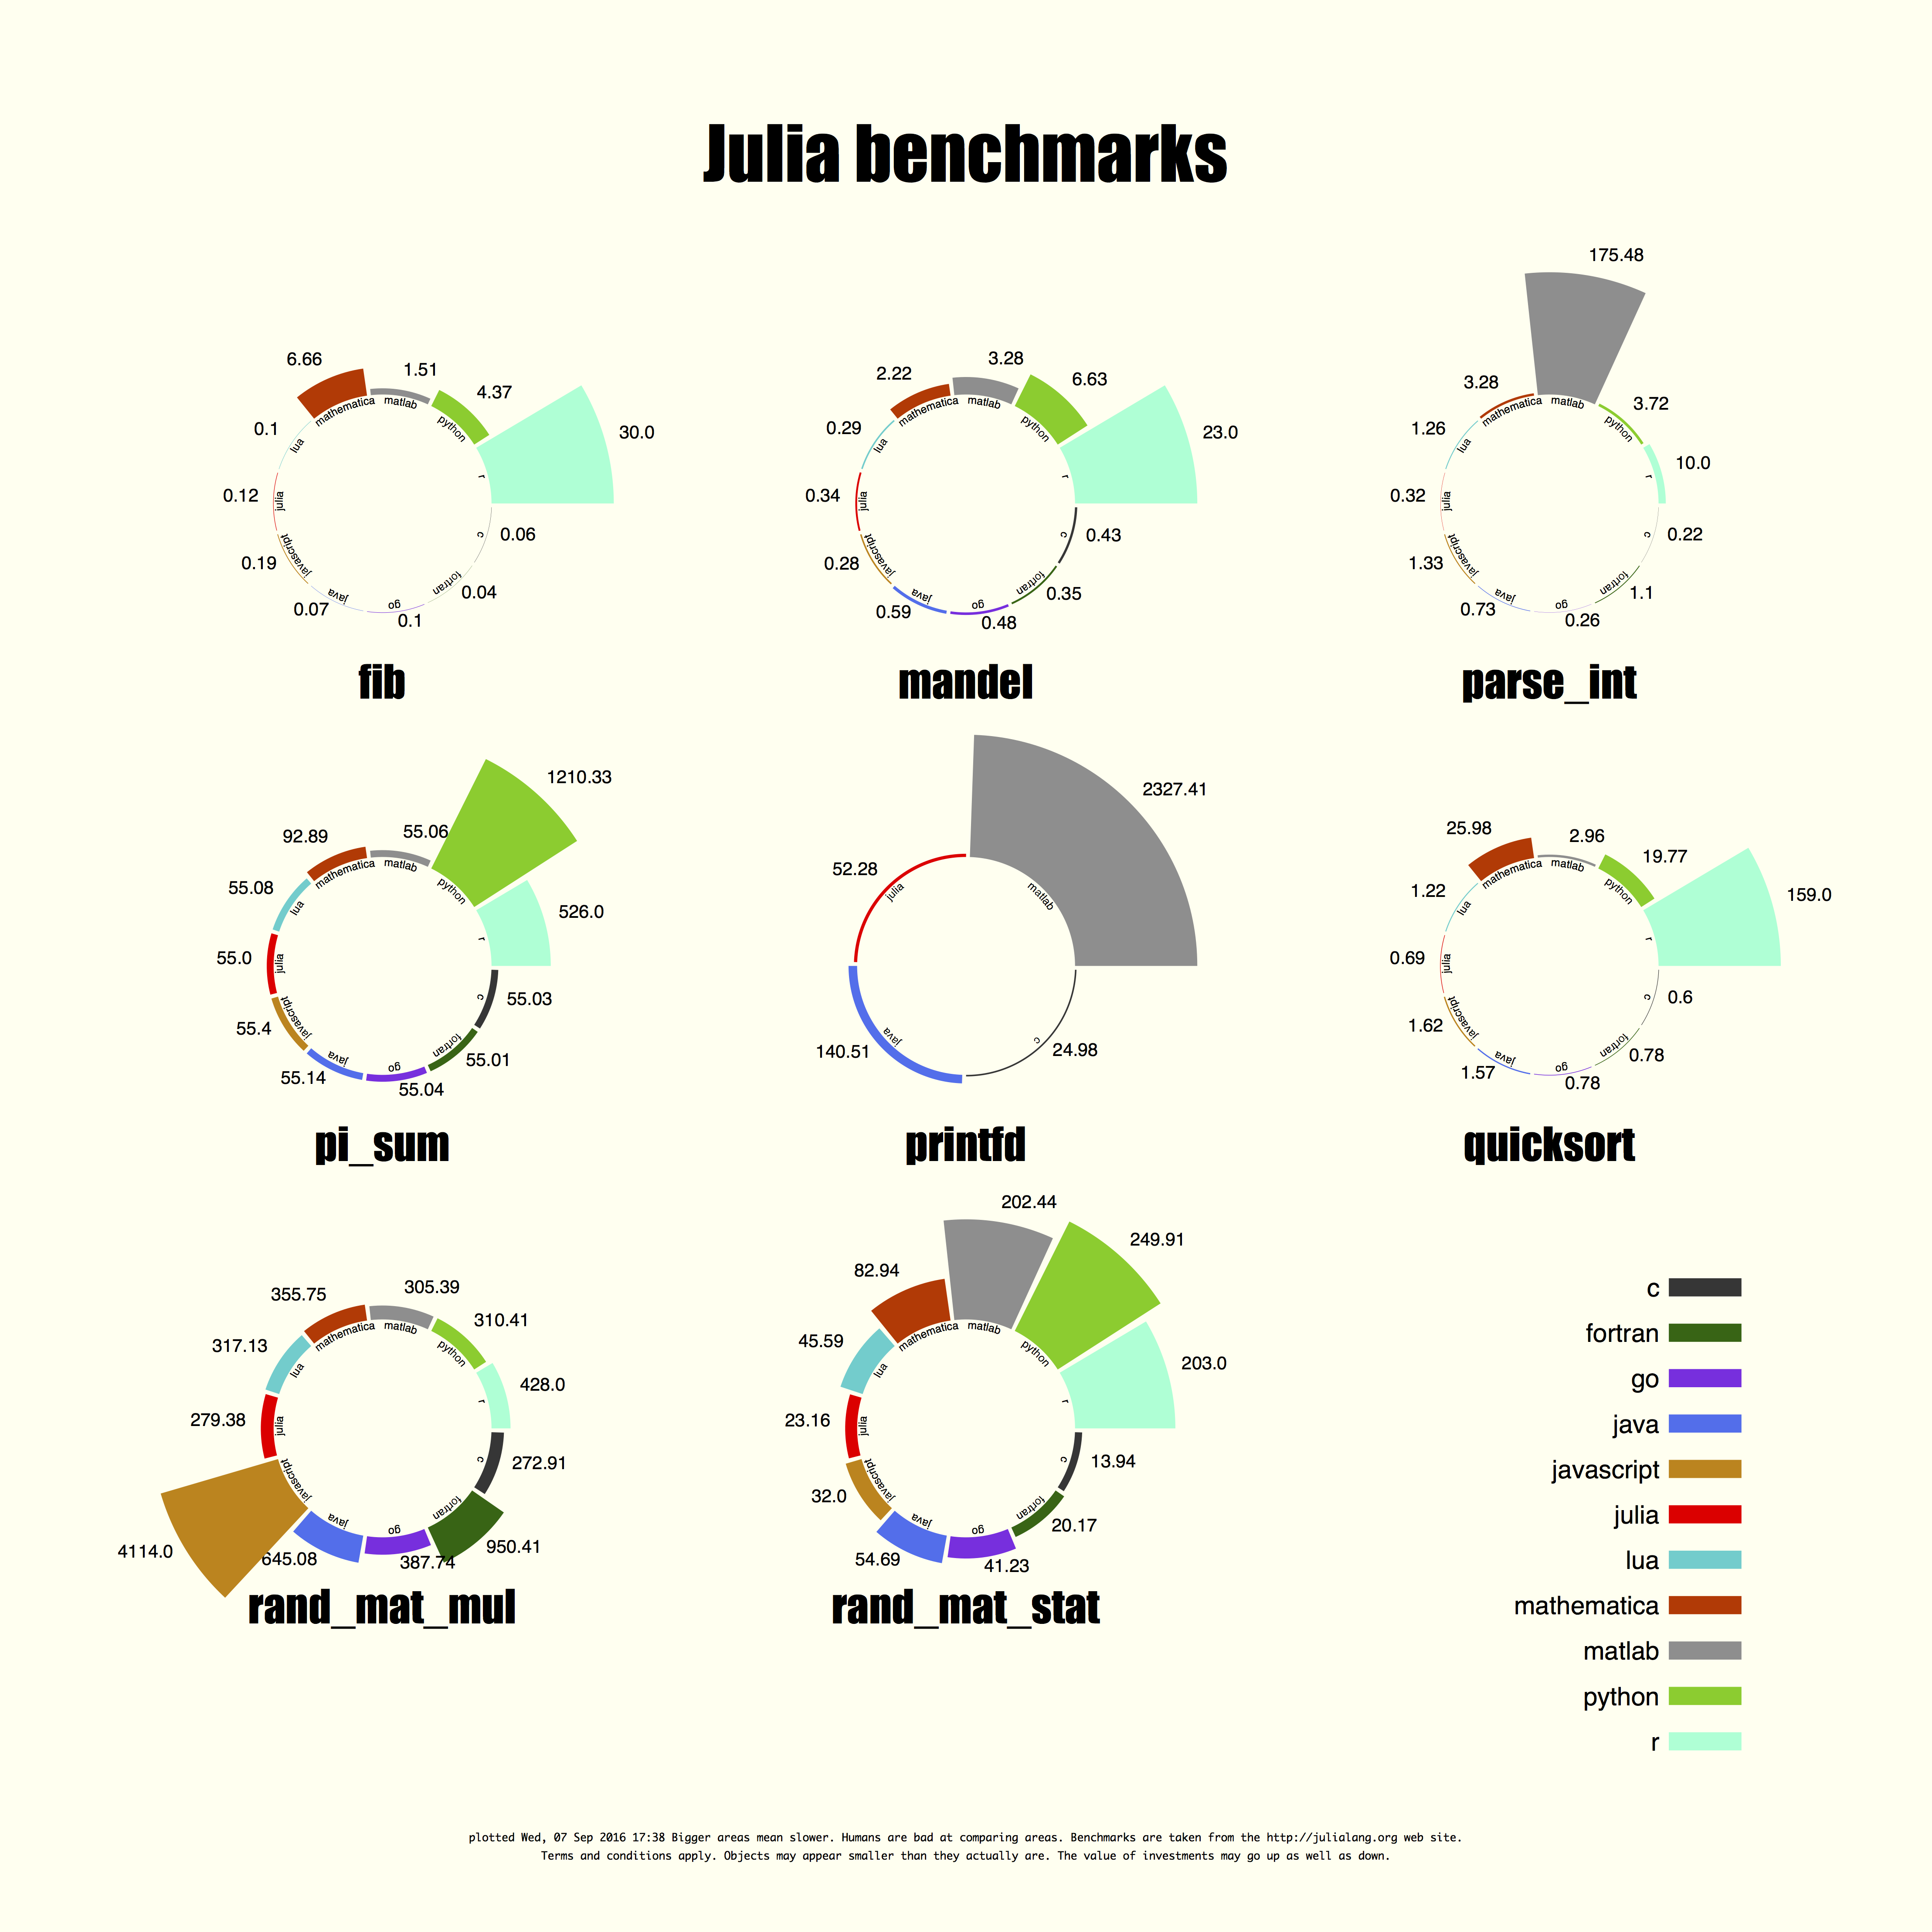 Julia benchmarks
6.66
1.51
4.37
30.0
0.1
0.12
0.19
0.07
0.1
0.04
0.06
mathematica
matlab
python
r
lua
julia
javascript
java
go
fortran
c
fib
2.22
3.28
6.63
23.0
0.29
0.34
0.28
0.59
0.48
0.35
0.43
mathematica
matlab
python
r
lua
julia
javascript
java
go
fortran
c
mandel
175.48
3.28
3.72
10.0
1.26
0.32
1.33
0.73
0.26
1.1
0.22
mathematica
matlab
python
r
lua
julia
javascript
java
go
fortran
c
parse_int
1210.33
92.89
55.06
526.0
55.08
55.0
55.4
55.14
55.04
55.01
55.03
mathematica
matlab
python
r
lua
julia
javascript
java
go
fortran
c
pi_sum
2327.41
52.28
140.51
24.98
julia
matlab
java
c
printfd
25.98
2.96
19.77
159.0
1.22
0.69
1.62
1.57
0.78
0.78
0.6
mathematica
matlab
python
r
lua
julia
javascript
java
go
fortran
c
quicksort
355.75
305.39
310.41
428.0
317.13
279.38
4114.0
645.08
387.74
950.41
272.91
mathematica
matlab
python
r
lua
julia
javascript
java
go
fortran
c
rand_mat_mul
202.44
249.91
82.94
203.0
45.59
23.16
32.0
54.69
41.23
20.17
13.94
mathematica
matlab
python
r
lua
julia
javascript
java
go
fortran
c
rand_mat_stat
c
fortran
go
java
javascript
julia
lua
mathematica
matlab
python
r
plotted Wed, 07 Sep 2016 17:38 Bigger areas mean slower. Humans are bad at comparing areas. Benchmarks are taken from the http://julialang.org web site.
Terms and conditions apply. Objects may appear smaller than they actually are. The value of investments may go up as well as down.